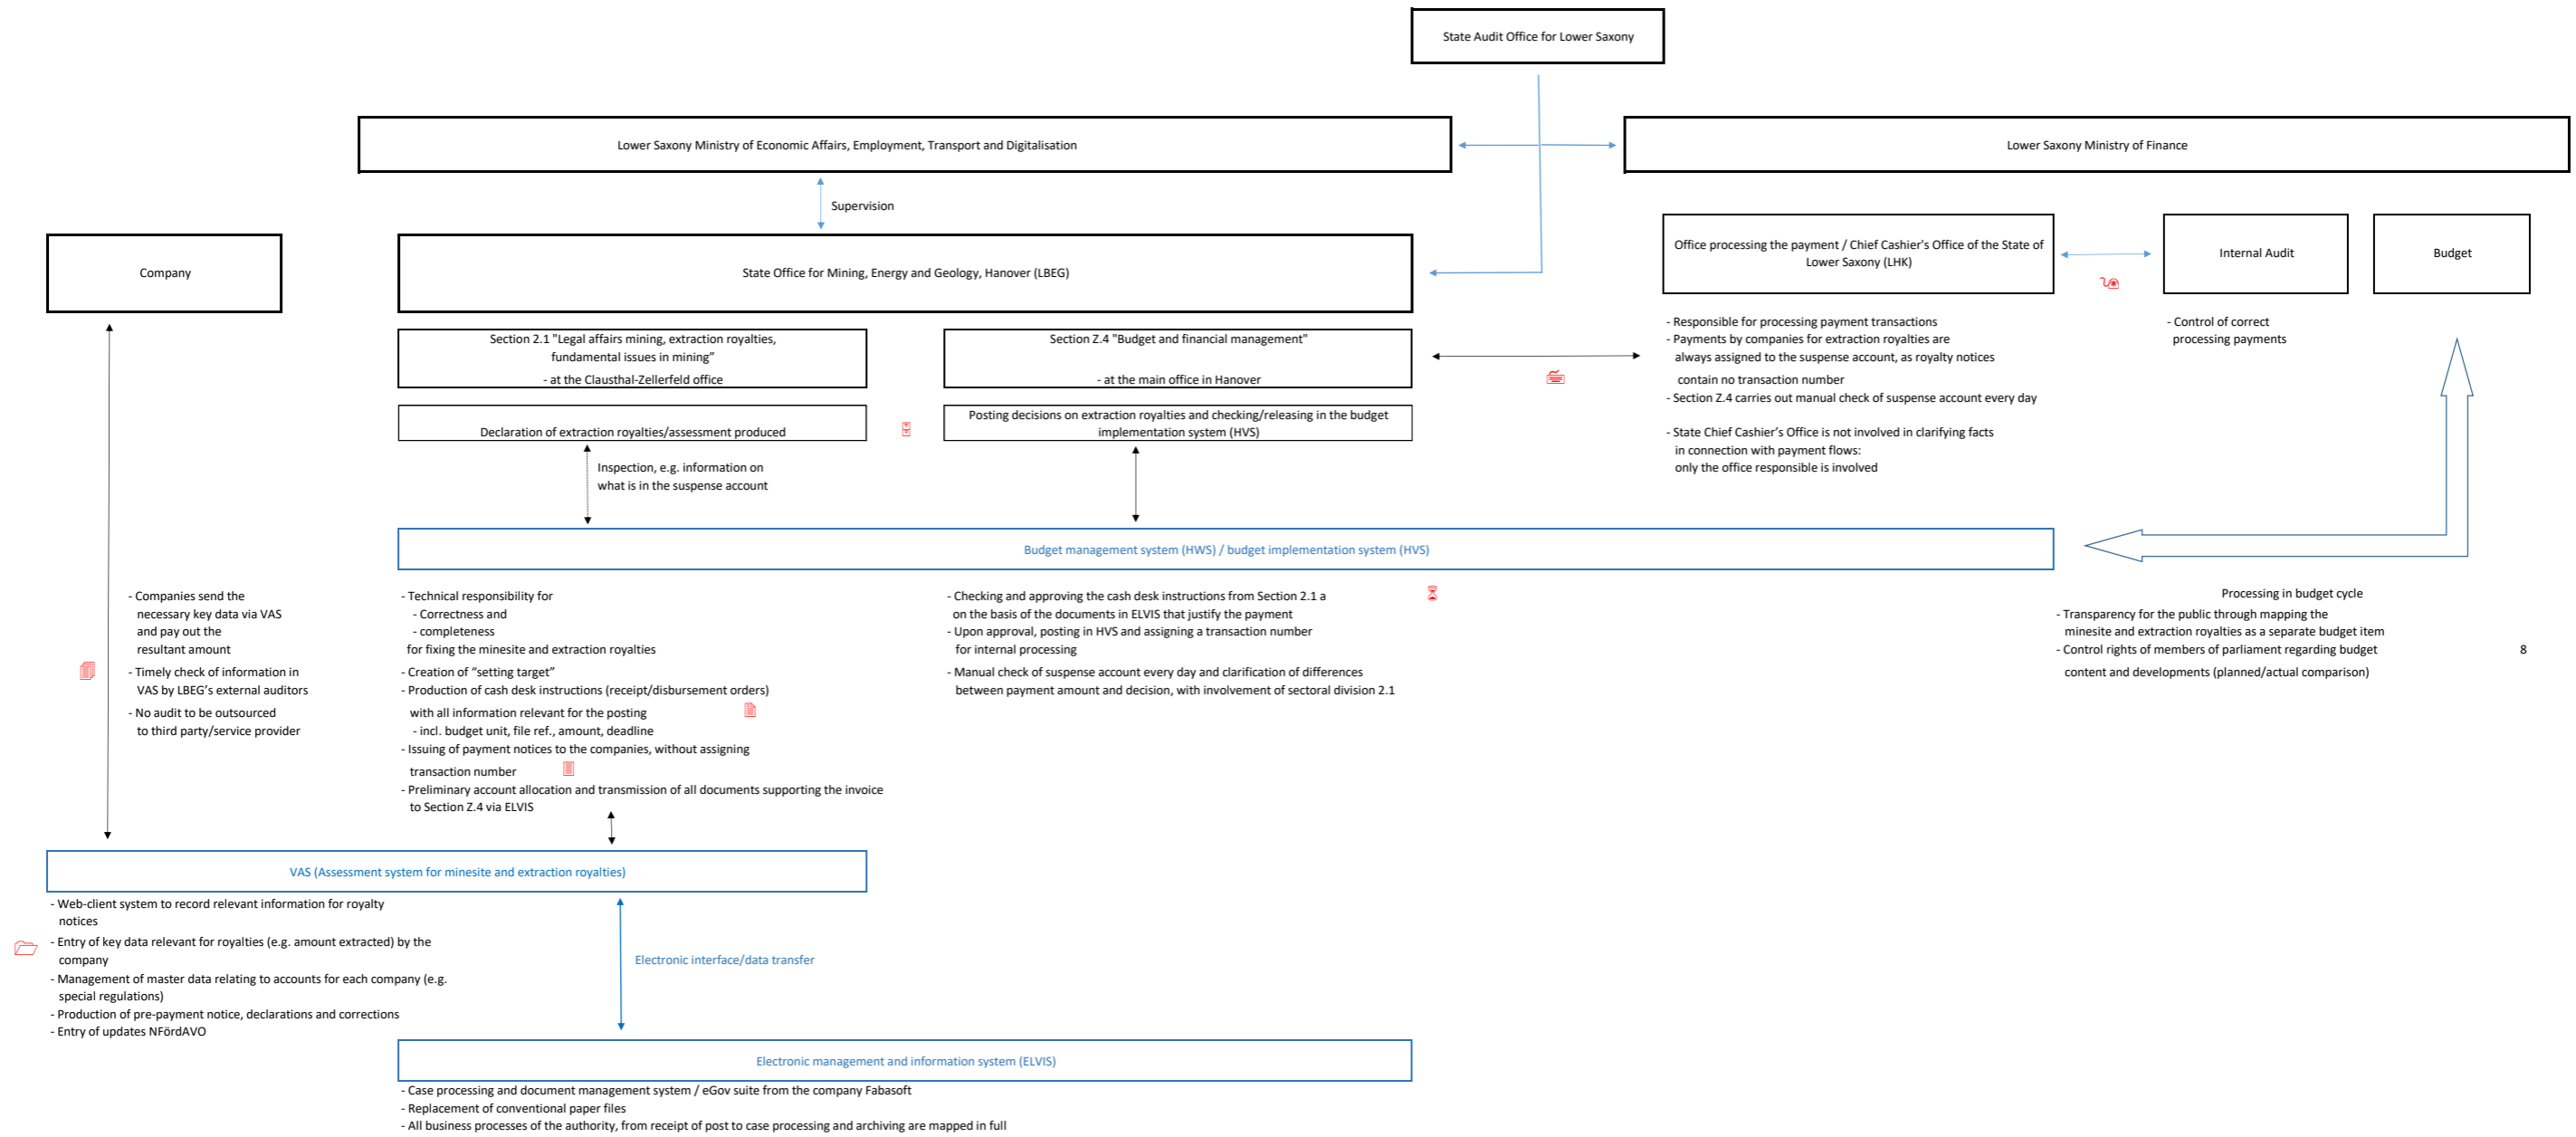 State Audit Office for Lower Saxony
Lower Saxony Ministry of Economic Affairs, Employment, Transport and Digitalisation
Lower Saxony Ministry of Finance
Supervision
Company
State Office for Mining, Energy and Geology, Hanover (LBEG)
Office processing the payment / Chief Cashier's Office of the State of
Lower Saxony (LHK)
Internal Audit
Budget
Section 2.1 "Legal affairs mining, extraction royalties,
fundamental issues in mining”
- at the Clausthal-Zellerfeld office
Section Z.4 "Budget and financial management"
- at the main office in Hanover
- Responsible for processing payment transactions
- Payments by companies for extraction royalties are
always assigned to the suspense account, as royalty notices
contain no transaction number
- Section Z.4 carries out manual check of suspense account every day
- State Chief Cashier's Office is not involved in clarifying facts
in connection with payment flows:
only the office responsible is involved
- Control of correct
processing payments
Declaration of extraction royalties/assessment produced
Posting decisions on extraction royalties and checking/releasing in the budget
implementation system (HVS)
Inspection, e.g. information on
what is in the suspense account
Budget management system (HWS) / budget implementation system (HVS)
- Companies send the
necessary key data via VAS
and pay out the
resultant amount
- Timely check of information in
VAS by LBEG's external auditors
- No audit to be outsourced
to third party/service provider
- Technical responsibility for
- Correctness and
- completeness
for fixing the minesite and extraction royalties
- Creation of “setting target”
- Production of cash desk instructions (receipt/disbursement orders)
with all information relevant for the posting
- incl. budget unit, file ref., amount, deadline
- Issuing of payment notices to the companies, without assigning
transaction number
- Preliminary account allocation and transmission of all documents supporting the invoice
to Section Z.4 via ELVIS
- Checking and approving the cash desk instructions from Section 2.1 a
on the basis of the documents in ELVIS that justify the payment
- Upon approval, posting in HVS and assigning a transaction number
for internal processing
- Manual check of suspense account every day and clarification of differences
between payment amount and decision, with involvement of sectoral division 2.1
Processing in budget cycle
- Transparency for the public through mapping the
minesite and extraction royalties as a separate budget item
- Control rights of members of parliament regarding budget
content and developments (planned/actual comparison)
8
VAS (Assessment system for minesite and extraction royalties)
- Web-client system to record relevant information for royalty
notices
- Entry of key data relevant for royalties (e.g. amount extracted) by the
company
- Management of master data relating to accounts for each company (e.g.
special regulations)
- Production of pre-payment notice, declarations and corrections
- Entry of updates NFördAVO
Electronic interface/data transfer
Electronic management and information system (ELVIS)
- Case processing and document management system / eGov suite from the company Fabasoft
- Replacement of conventional paper files
- All business processes of the authority, from receipt of post to case processing and archiving are mapped in full